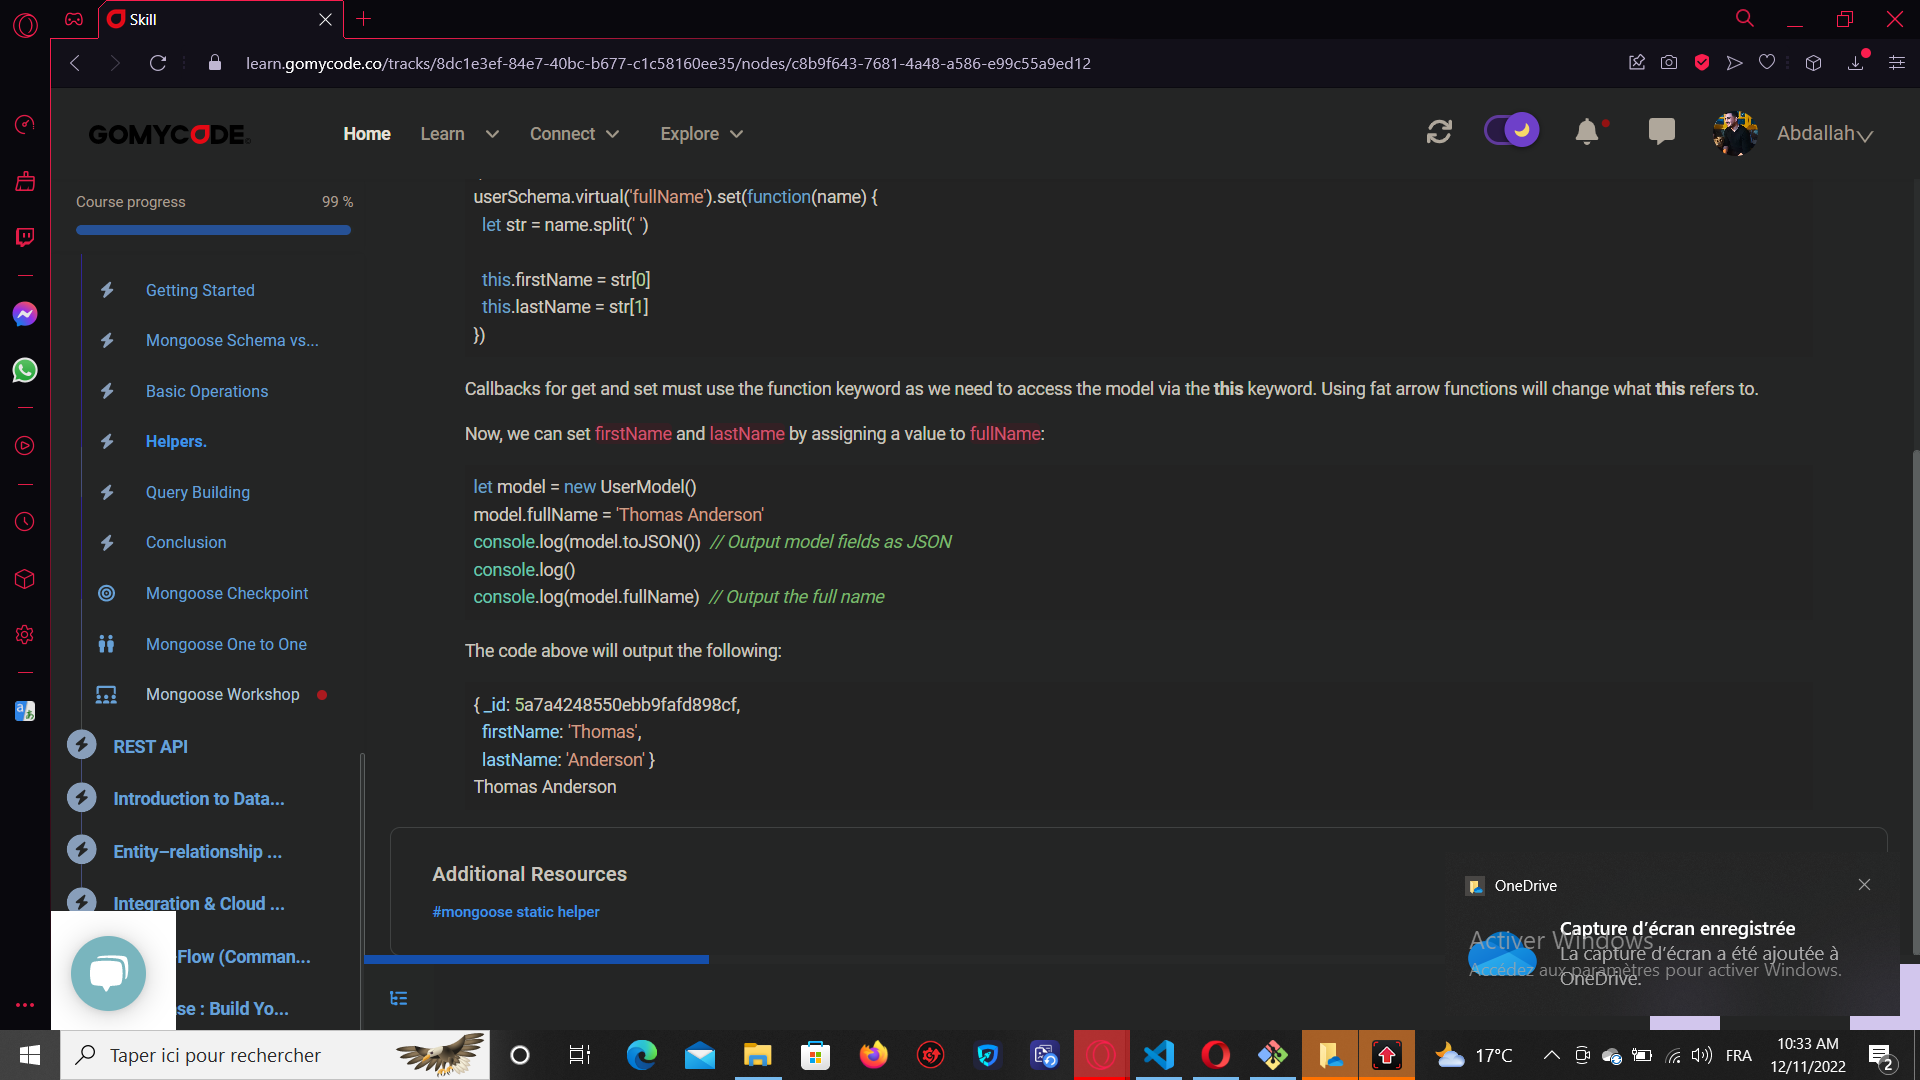 Skill
learn.gomycode.co/tracks/8dc1e3ef-84e7-40bc-b677-c1c58160ee35/nodes/c8b9f643-7681-4a48-a586-e99c55a9ed12
GOMYCODE
Home
Learn
Connect
Explore
Abdallah
Course progress
99 %
Getting Started
Mongoose Schema vs...
Basic Operations
Helpers.
Query Building
Conclusion
Mongoose Checkpoint
Mongoose One to One
Mongoose Workshop
REST API
Introduction to Data...
Entity–relationship ...
Integration & Cloud ...
-Flow (Comman...
se : Build Yo...
userSchema.virtual('fullName').set(function(name) {
let str = name.split(' ')
this.firstName = str[0]
this.lastName = str[1]
})
Callbacks for get and set must use the function keyword as we need to access the model via the this keyword. Using fat arrow functions will change what this refers to.
Now, we can set firstName and lastName by assigning a value to fullName:
let model = new UserModel()
model.fullName = 'Thomas Anderson'
console.log(model.toJSON())  // Output model fields as JSON
console.log()
console.log(model.fullName)  // Output the full name
The code above will output the following:
{ _id: 5a7a4248550ebb9fafd898cf,
firstName: 'Thomas',
lastName: 'Anderson' }
Thomas Anderson
Additional Resources
#mongoose static helper
OneDrive
Capture d'écran enregistrée
La capture d'écran a été ajoutée à
OneDrive.
Activer Windows
Accédez aux paramètres pour activer Windows.
Taper ici pour rechercher
17°C
FRA
10:33 AM
12/11/2022
2